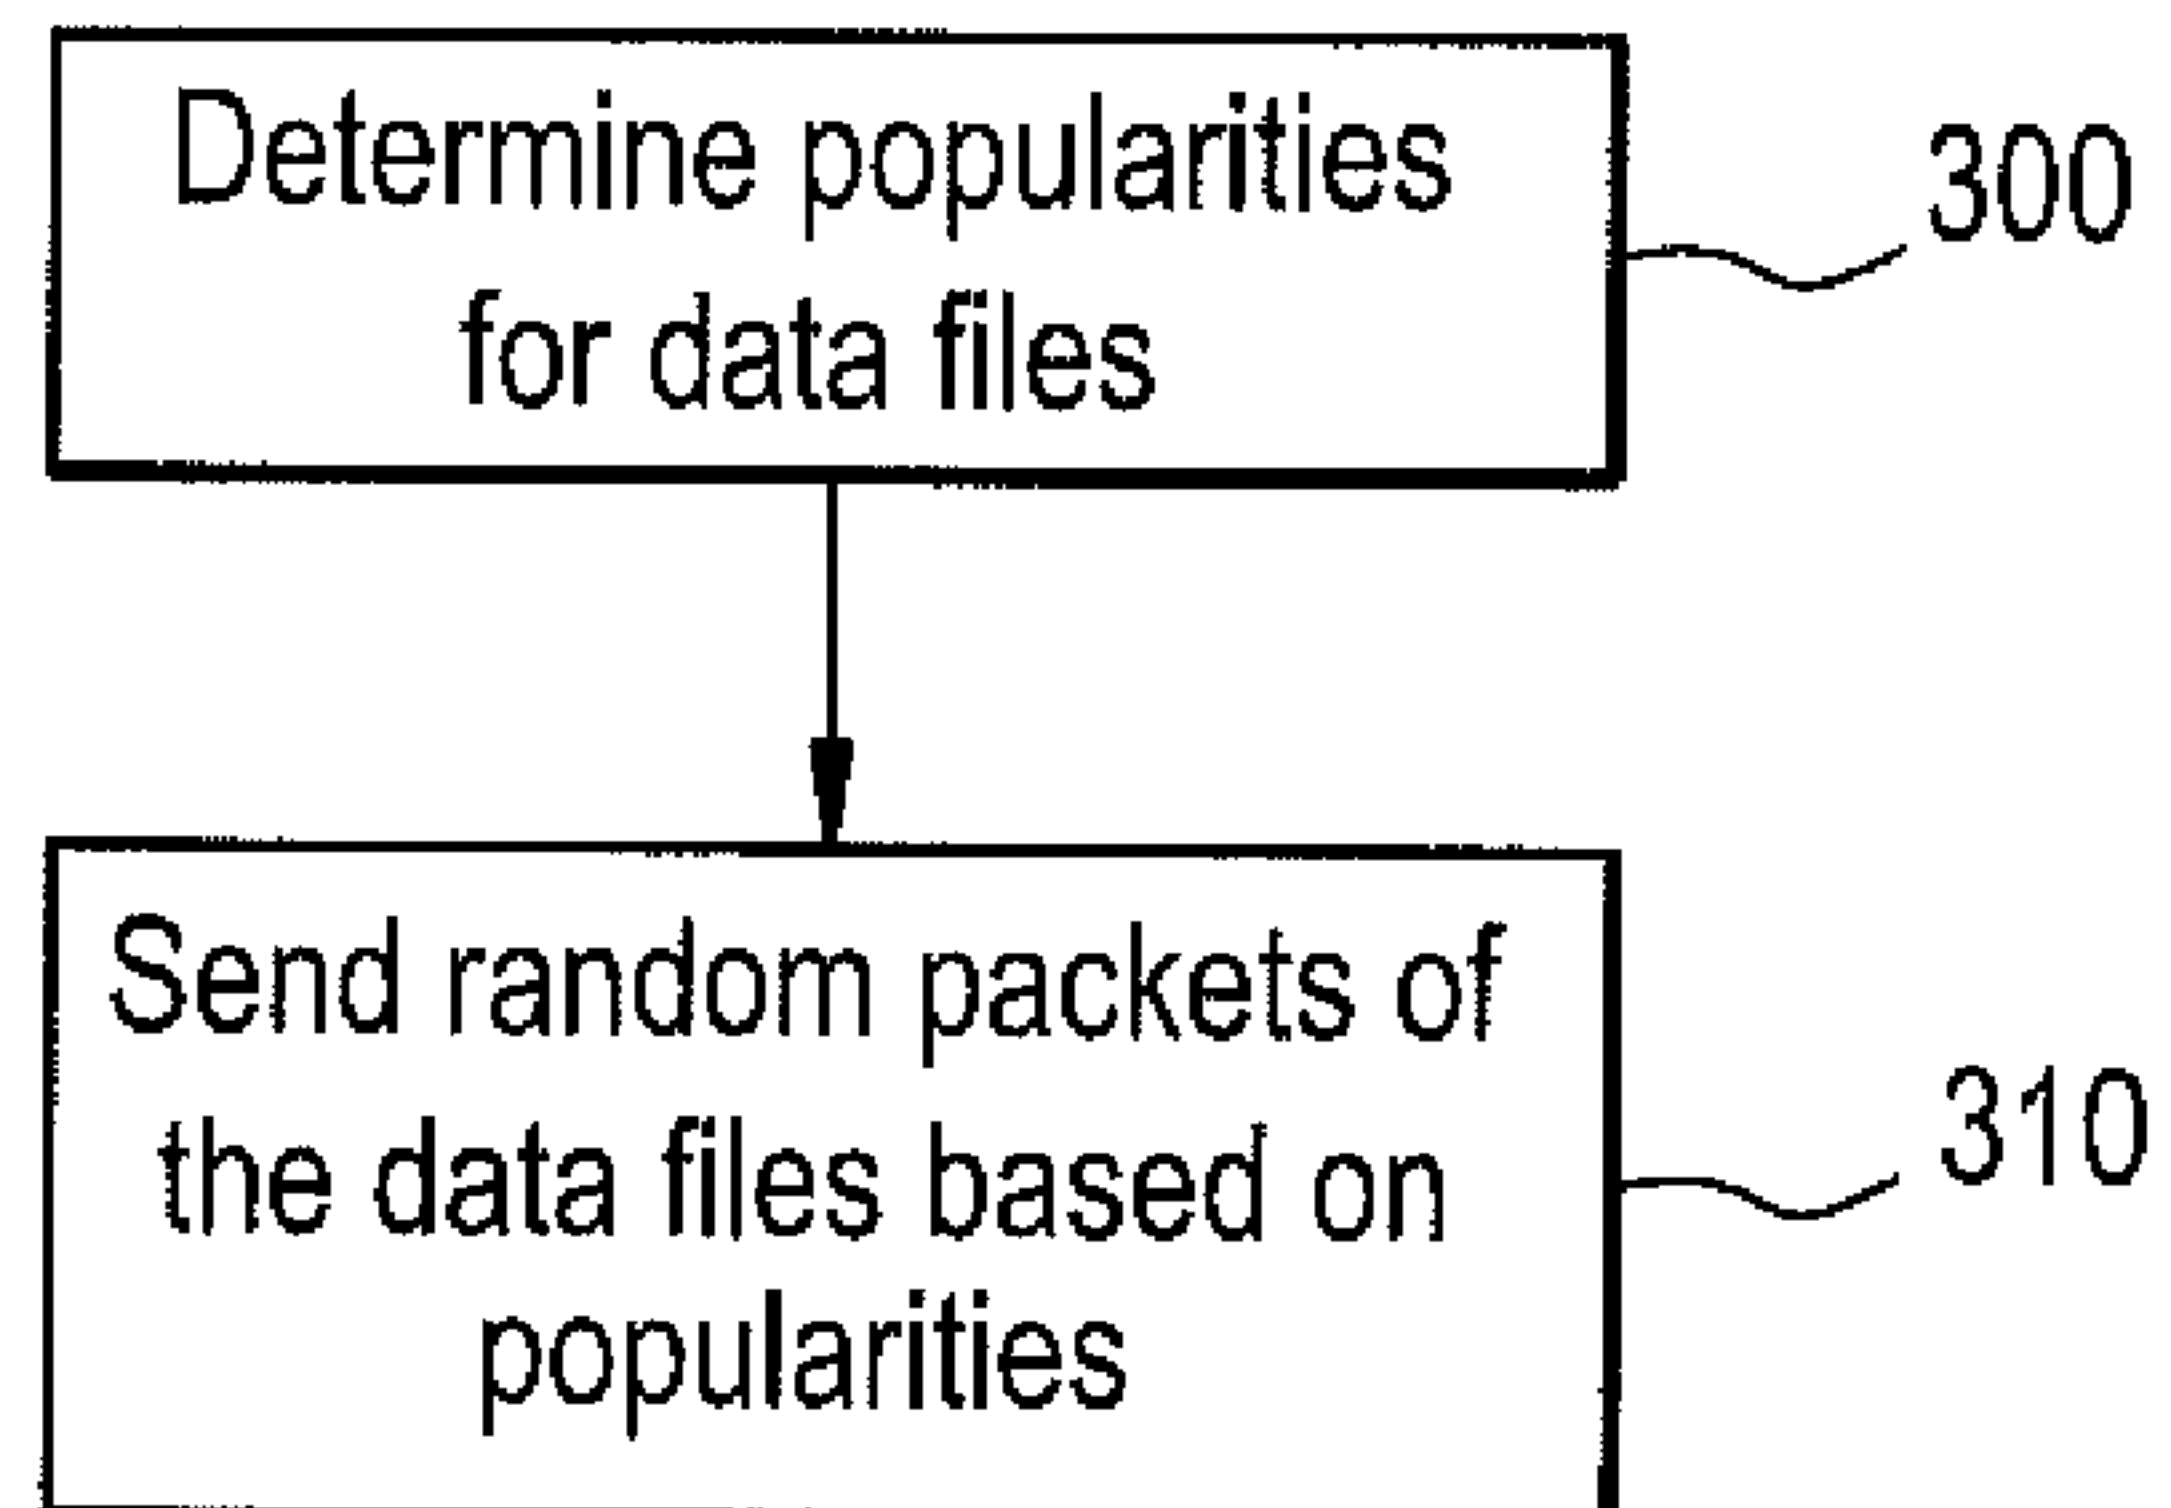 Determine popularities
for data files
300
Send random packets of
the data files based on
popularities
310